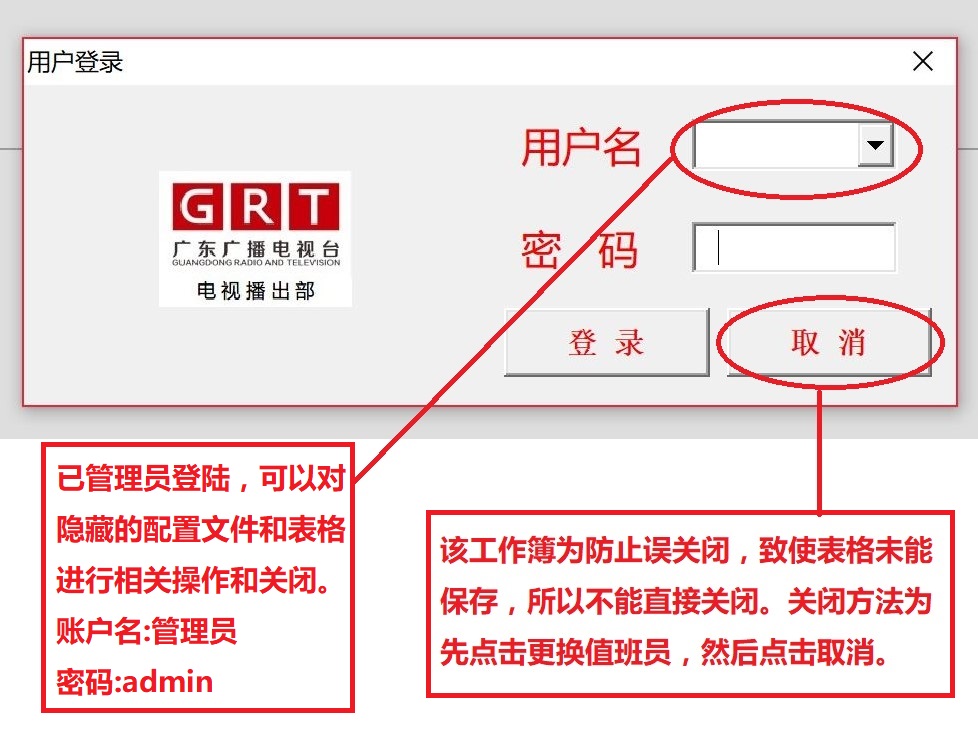 用户登录
用户名
GRT
广东广播电视台
GUANGDONG RADIO AND TELEVISION
电视播出部
密 码
登 录
取 消
已管理员登陆，可以对
隐藏的配置文件和表格
进行相关操作和关闭。
账户名:管理员
密码:admin
该工作簿为防止误关闭，致使表格未能
保存，所以不能直接关闭。关闭方法为
先点击更换值班员，然后点击取消。